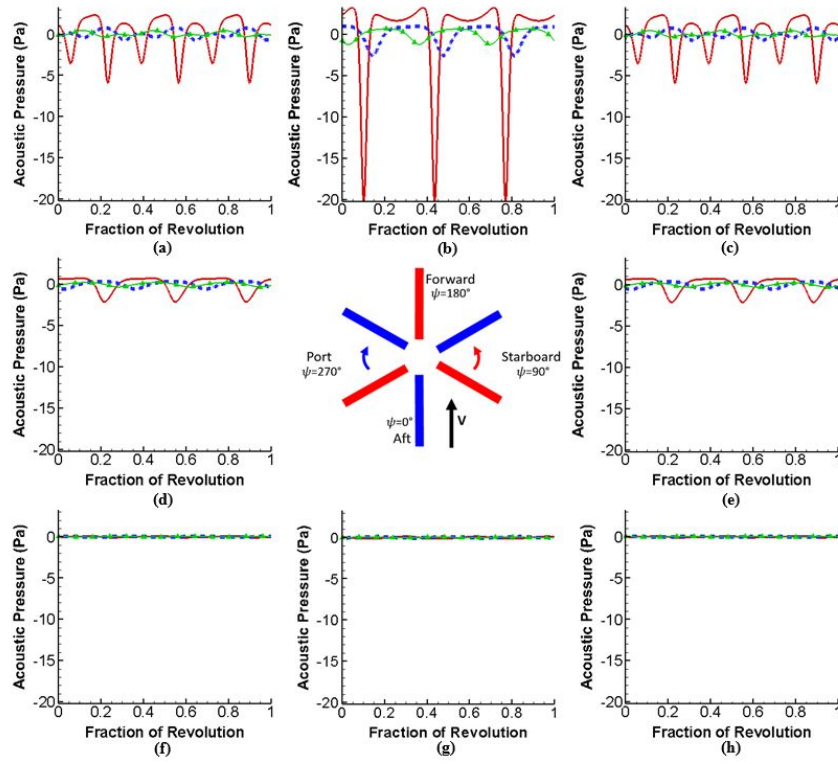 Acoustic Pressure (Pa)
0
-5
-10
-15
-20
0 0.2 0.4 0.6 0.8 1
Fraction of Revolution
(a)
Acoustic Pressure (Pa)
0
-5
-10
-15
-20
0 0.2 0.4 0.6 0.8 1
Fraction of Revolution
(b)
Acoustic Pressure (Pa)
0
-5
-10
-15
-20
0 0.2 0.4 0.6 0.8 1
Fraction of Revolution
(c)
Acoustic Pressure (Pa)
0
-5
-10
-15
-20
0 0.2 0.4 0.6 0.8 1
Fraction of Revolution
(d)
Forward
ψ=180°
Port
ψ=270°
Starboard
ψ=90°
ψ=0°
Aft
V
Acoustic Pressure (Pa)
0
-5
-10
-15
-20
0 0.2 0.4 0.6 0.8 1
Fraction of Revolution
(e)
Acoustic Pressure (Pa)
0
-5
-10
-15
-20
0 0.2 0.4 0.6 0.8 1
Fraction of Revolution
(f)
Acoustic Pressure (Pa)
0
-5
-10
-15
-20
0 0.2 0.4 0.6 0.8 1
Fraction of Revolution
(g)
Acoustic Pressure (Pa)
0
-5
-10
-15
-20
0 0.2 0.4 0.6 0.8 1
Fraction of Revolution
(h)